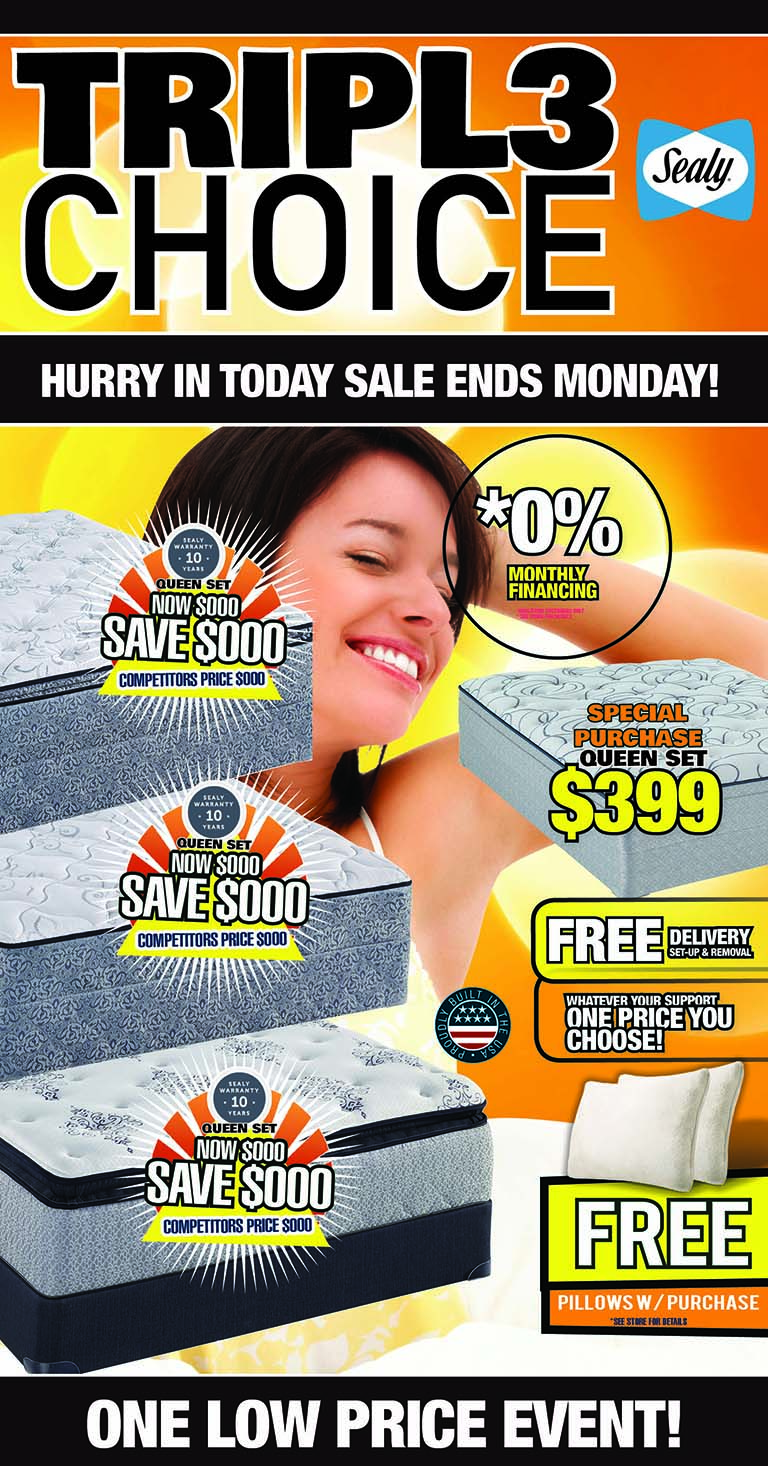 TRIPL3
CHOICE
Sealy
HURRY IN TODAY SALE ENDS MONDAY!
*0%
MONTHLY
FINANCING
SEALY
WARRANTY
· 10 ·
YEARS
QUEEN SET
NOW $000
SAVE $000
COMPETITORS PRICE $000
SPECIAL
PURCHASE
QUEEN SET
$399
SEALY
WARRANTY
· 10 ·
YEARS
QUEEN SET
NOW $000
SAVE $000
COMPETITORS PRICE $000
FREE DELIVERY
SET-UP & REMOVAL
WHATEVER YOUR SUPPORT
ONE PRICE YOU
CHOOSE!
PROUDLY BUILT IN THE USA
SEALY
WARRANTY
· 10 ·
YEARS
QUEEN SET
NOW $000
SAVE $000
COMPETITORS PRICE $000
FREE
PILLOWS W/ PURCHASE
*SEE STORE FOR DETAILS
ONE LOW PRICE EVENT!